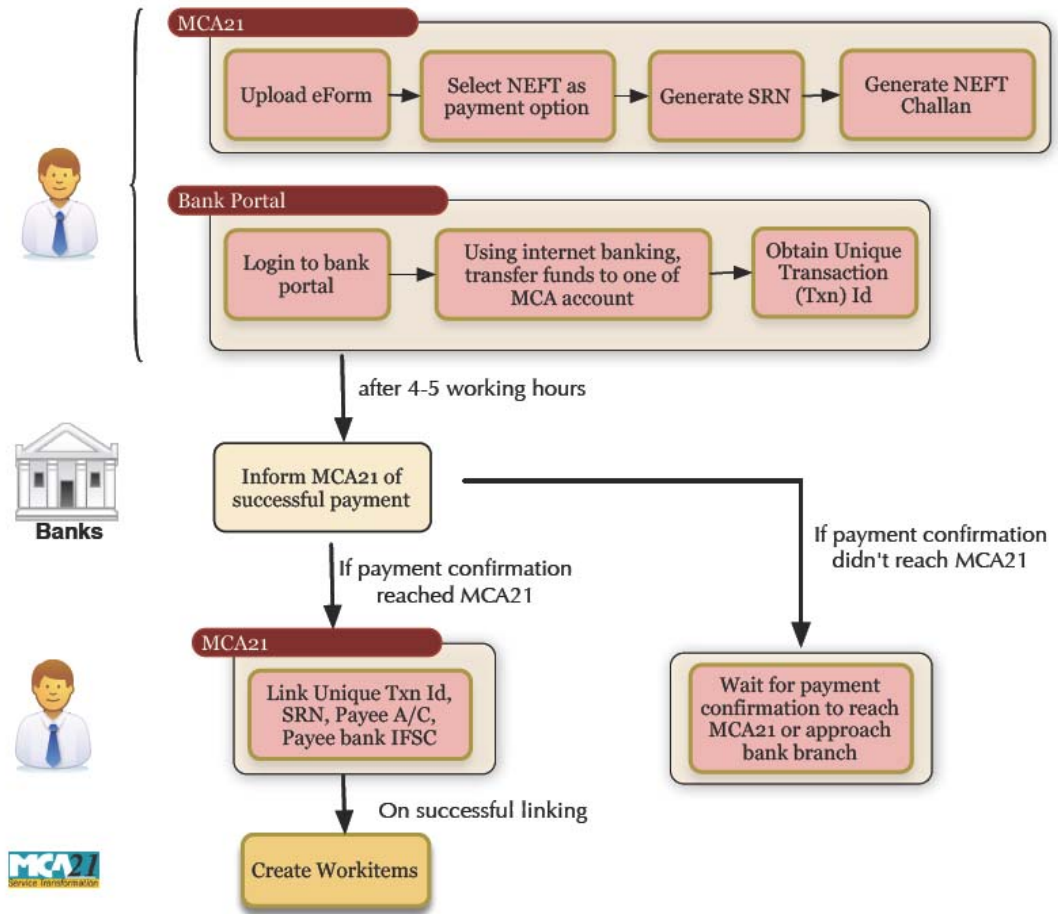 MCA21
Upload eForm
Select NEFT as
payment option
Generate SRN
Generate NEFT
Challan
Bank Portal
Login to bank
portal
Using internet banking,
transfer funds to one of
MCA account
Obtain Unique
Transaction
(Txn) Id
after 4-5 working hours
Banks
Inform MCA21 of
successful payment
If payment confirmation
didn't reach MCA21
If payment confirmation
reached MCA21
MCA21
Link Unique Txn Id,
SRN, Payee A/C,
Payee bank IFSC
Wait for payment
confirmation to reach
MCA21 or approach
bank branch
On successful linking
MCA21
Service Transformation
Create Workitems